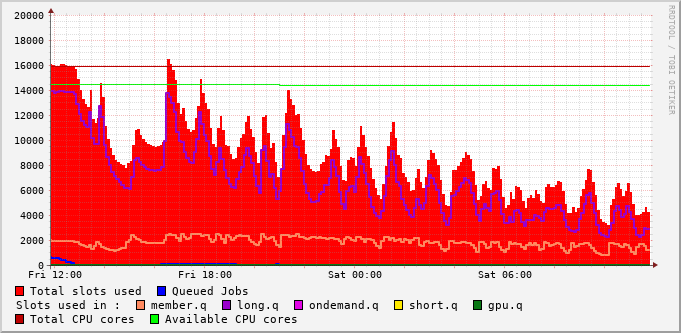 20000
18000
16000
14000
12000
10000
8000
6000
4000
2000
0
Fri 12:00 Fri 18:00 Sat 00:00 Sat 06:00
RRDTOOL / TOBI OETIKER
Total slots used Queued Jobs
Slots used in : member.q long.q ondemand.q short.q gpu.q
Total CPU cores Available CPU cores